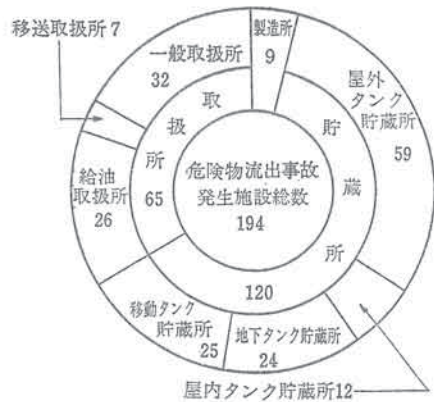 移送取扱所7
一般取扱所
32
製造所
9
屋外
タンク
貯蔵所
59
取扱所
65
貯蔵所
120
危険物流出事故
発生施設総数
194
給油
取扱所
26
移動タンク
貯蔵所
25
地下タンク貯蔵所
24
屋内タンク貯蔵所12